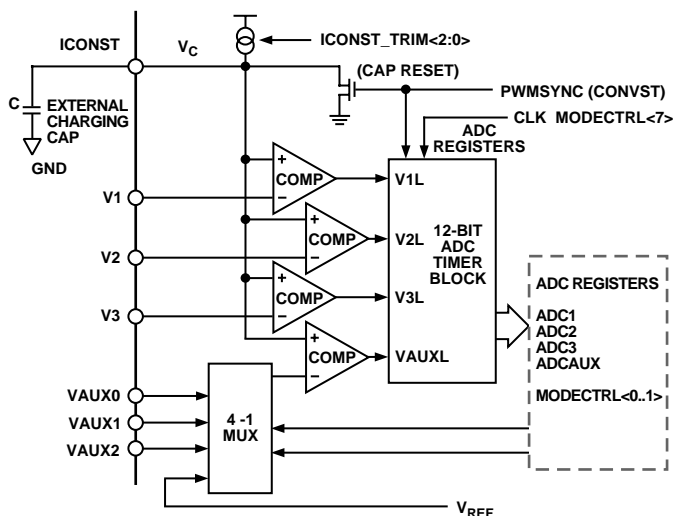 ICONST
V_C
ICONST_TRIM<2:0>
(CAP RESET)
PWMSYNC (CONVST)
C
EXTERNAL
CHARGING
CAP
GND
CLK MODECTRL<7>
ADC
REGISTERS
+
COMP
–
V1
V1L
+
COMP
–
V2
V2L
12-BIT
ADC
TIMER
BLOCK
+
COMP
–
V3
V3L
+
COMP
–
VAUXL
ADC REGISTERS
ADC1
ADC2
ADC3
ADCAUX
MODECTRL<0..1>
VAUX0
VAUX1
VAUX2
4 -1
MUX
V_REF